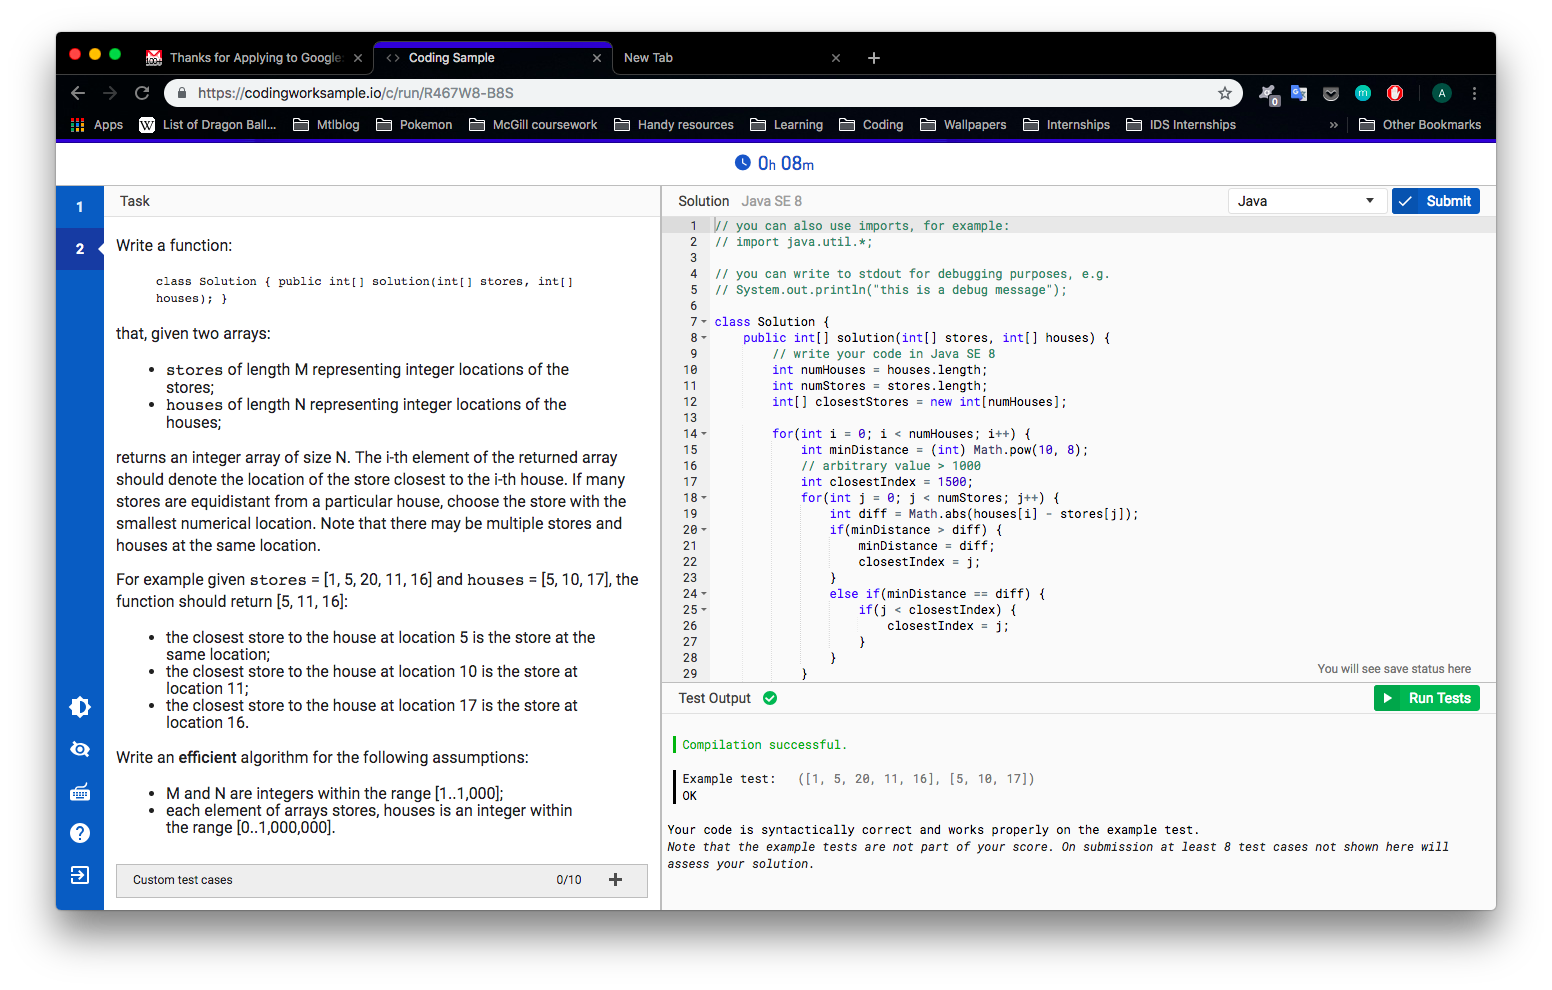 Thanks for Applying to Google
Coding Sample
New Tab
https://codingworksample.io/c/run/R467W8-B8S
Apps
List of Dragon Ball...
Mtlblog
Pokemon
McGill coursework
Handy resources
Learning
Coding
Wallpapers
Internships
IDS Internships
»
Other Bookmarks
0h 08m
1
2
Task
Write a function:
class Solution { public int[] solution(int[] stores, int[]
houses); }
that, given two arrays:
• stores of length M representing integer locations of the
stores;
• houses of length N representing integer locations of the
houses;
returns an integer array of size N. The i-th element of the returned array
should denote the location of the store closest to the i-th house. If many
stores are equidistant from a particular house, choose the store with the
smallest numerical location. Note that there may be multiple stores and
houses at the same location.
For example given stores = [1, 5, 20, 11, 16] and houses = [5, 10, 17], the
function should return [5, 11, 16]:
• the closest store to the house at location 5 is the store at the
same location;
• the closest store to the house at location 10 is the store at
location 11;
• the closest store to the house at location 17 is the store at
location 16.
Write an efficient algorithm for the following assumptions:
• M and N are integers within the range [1..1,000];
• each element of arrays stores, houses is an integer within
the range [0..1,000,000].
Custom test cases 0/10 +
Solution Java SE 8
Java
Submit
1 // you can also use imports, for example:
2 // import java.util.*;
3
4 // you can write to stdout for debugging purposes, e.g.
5 // System.out.println("this is a debug message");
6
7 class Solution {
8 public int[] solution(int[] stores, int[] houses) {
9 // write your code in Java SE 8
10 int numHouses = houses.length;
11 int numStores = stores.length;
12 int[] closestStores = new int[numHouses];
13
14 for(int i = 0; i < numHouses; i++) {
15 int minDistance = (int) Math.pow(10, 8);
16 // arbitrary value > 1000
17 int closestIndex = 1500;
18 for(int j = 0; j < numStores; j++) {
19 int diff = Math.abs(houses[i] - stores[j]);
20 if(minDistance > diff) {
21 minDistance = diff;
22 closestIndex = j;
23 }
24 else if(minDistance == diff) {
25 if(j < closestIndex) {
26 closestIndex = j;
27 }
28 }
29 }
You will see save status here
Test Output
Run Tests
Compilation successful.
Example test: ([1, 5, 20, 11, 16], [5, 10, 17])
OK
Your code is syntactically correct and works properly on the example test.
Note that the example tests are not part of your score. On submission at least 8 test cases not shown here will
assess your solution.